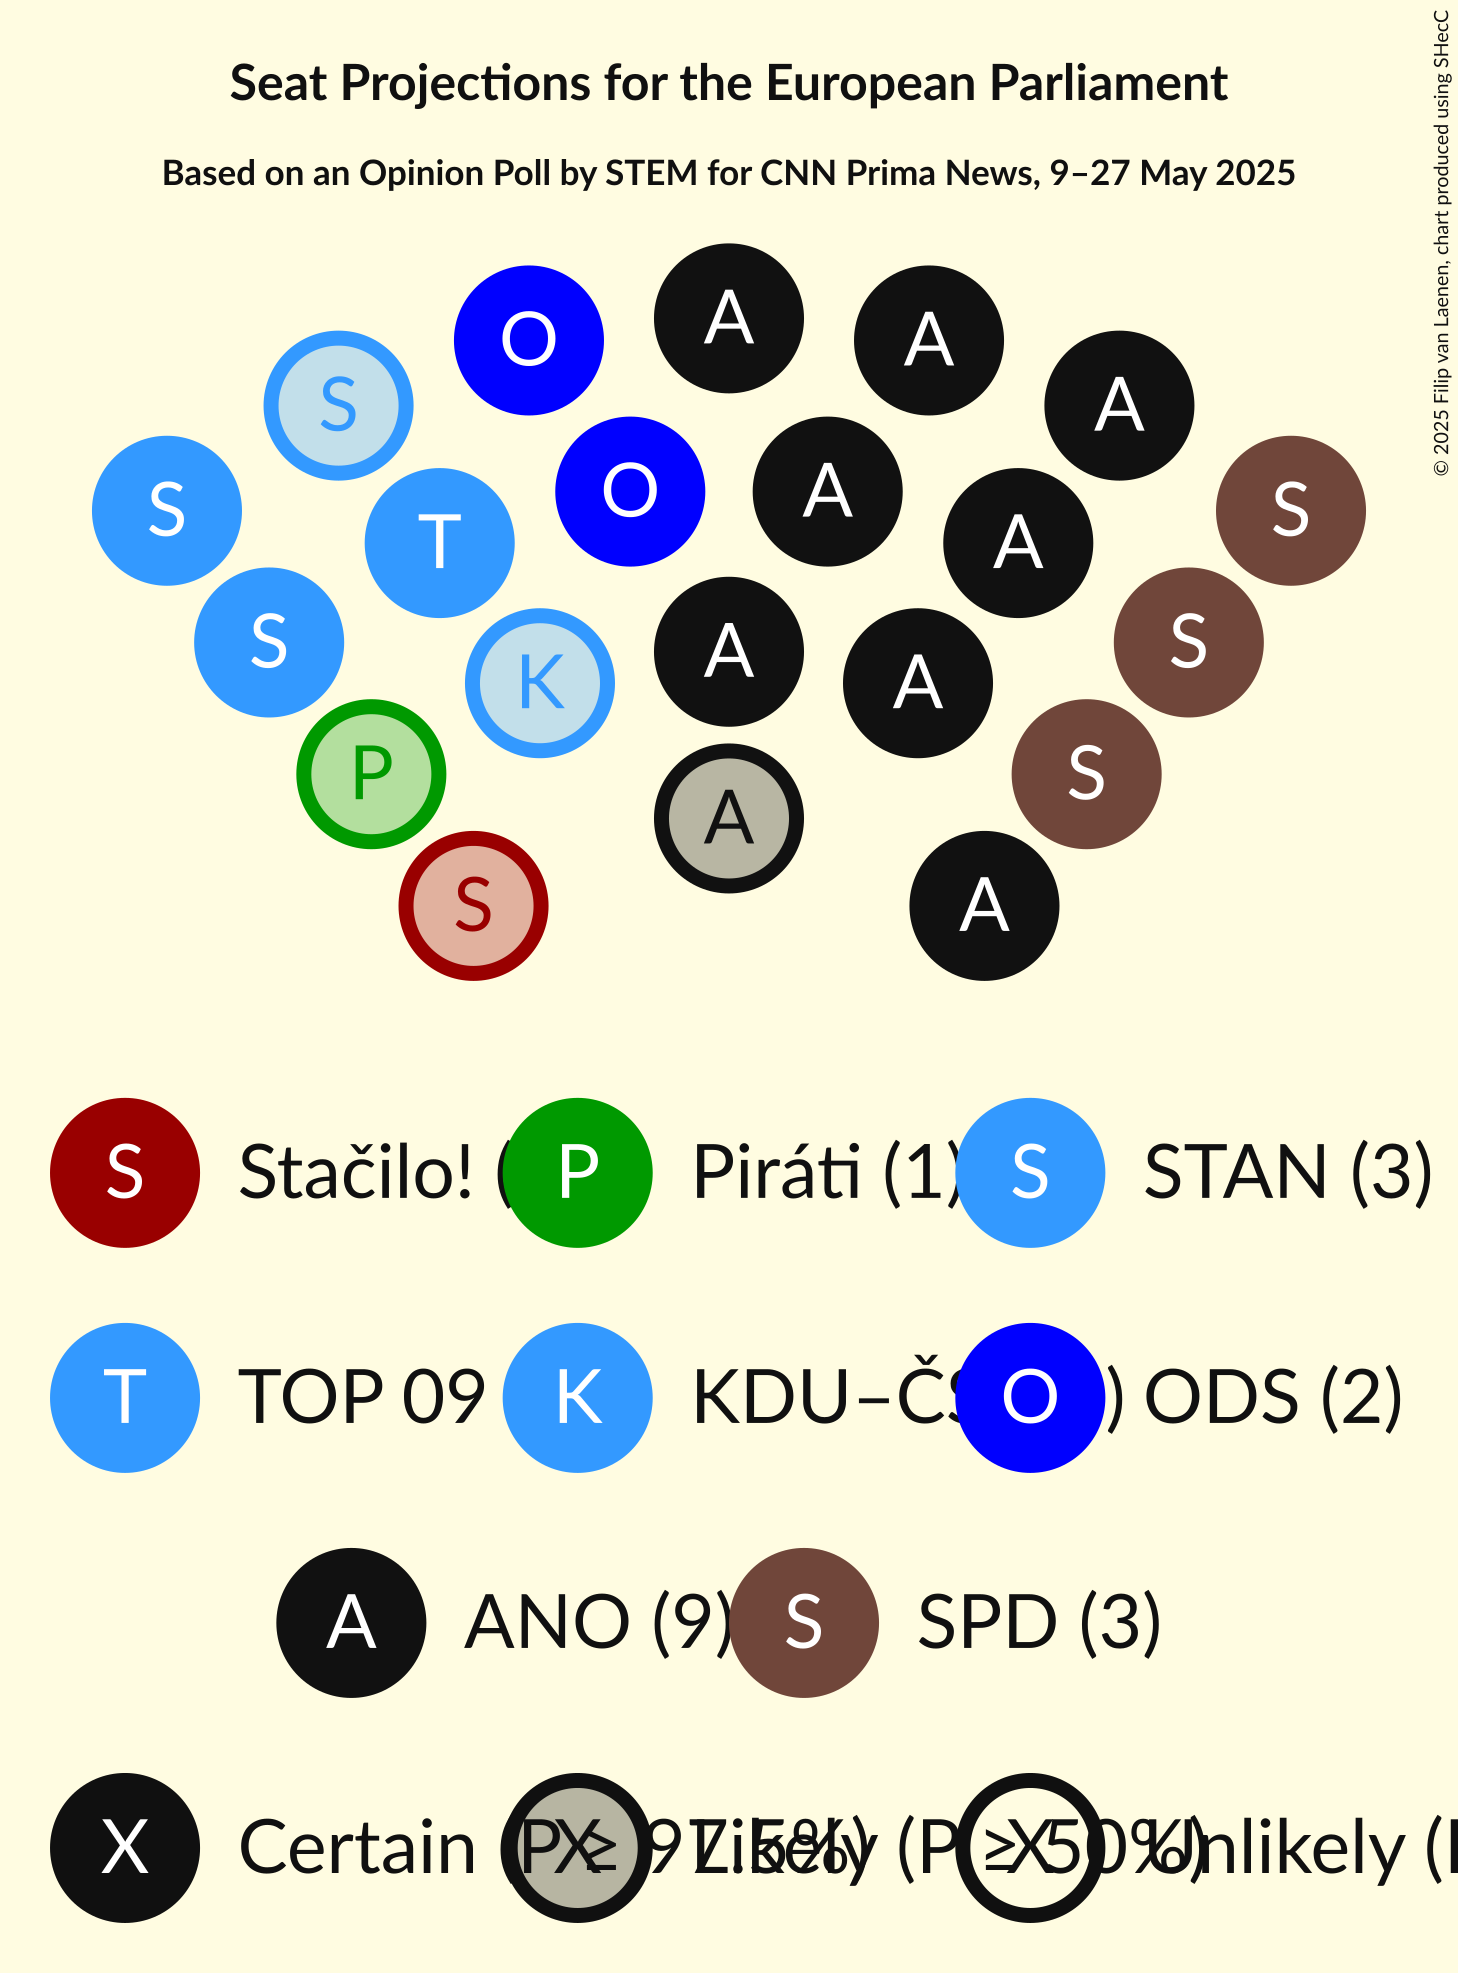 Seat Projections for the European Parliament
Based on an Opinion Poll by STEM for CNN Prima News, 9–27 May 2025
© 2025 Filip van Laenen, chart produced using SHecC
A
O A
S A
O A
S T A S
S A S
K A
P A S
S A
S Stačilo! ( P Piráti (1) S STAN (3)
T TOP 09 K KDU–Č O ) ODS (2)
A ANO (9) S SPD (3)
X Certain (P ≥ 97.5%) X Likely (P ≥ 50%) X Unlikely (